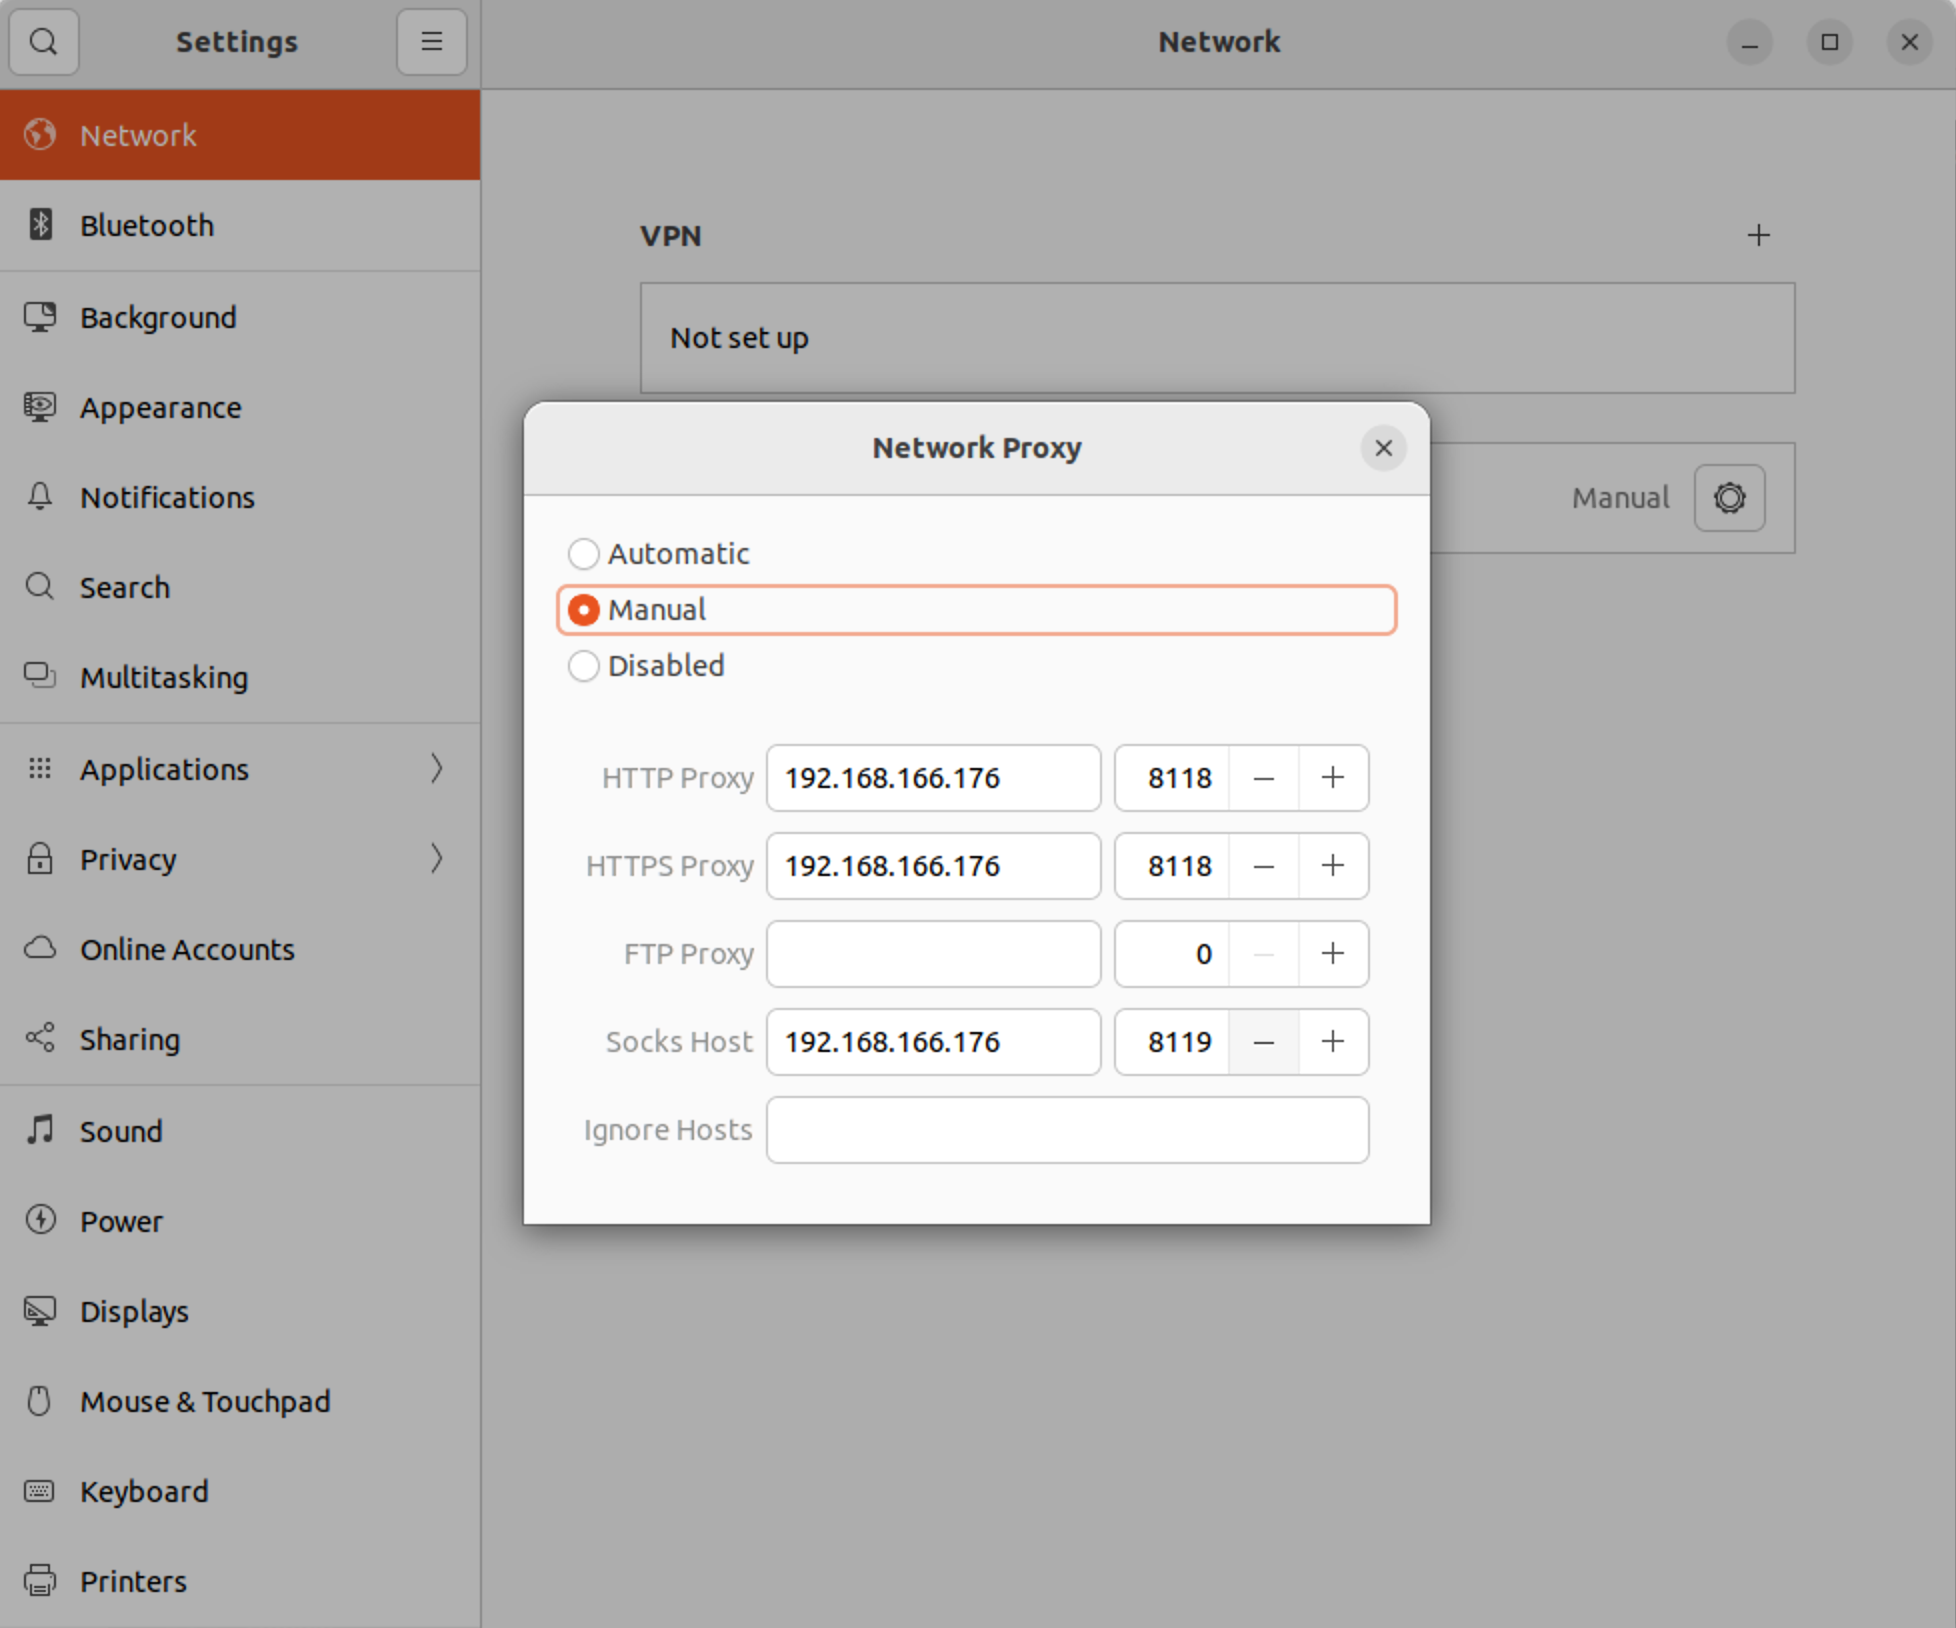 Settings
Network
Network
Bluetooth
Background
Appearance
Notifications
Search
Multitasking
Applications
Privacy
Online Accounts
Sharing
Sound
Power
Displays
Mouse & Touchpad
Keyboard
Printers
VPN
Not set up
Manual
Network Proxy
Automatic
Manual
Disabled
HTTP Proxy 192.168.166.176 8118
HTTPS Proxy 192.168.166.176 8118
FTP Proxy 0
Socks Host 192.168.166.176 8119
Ignore Hosts